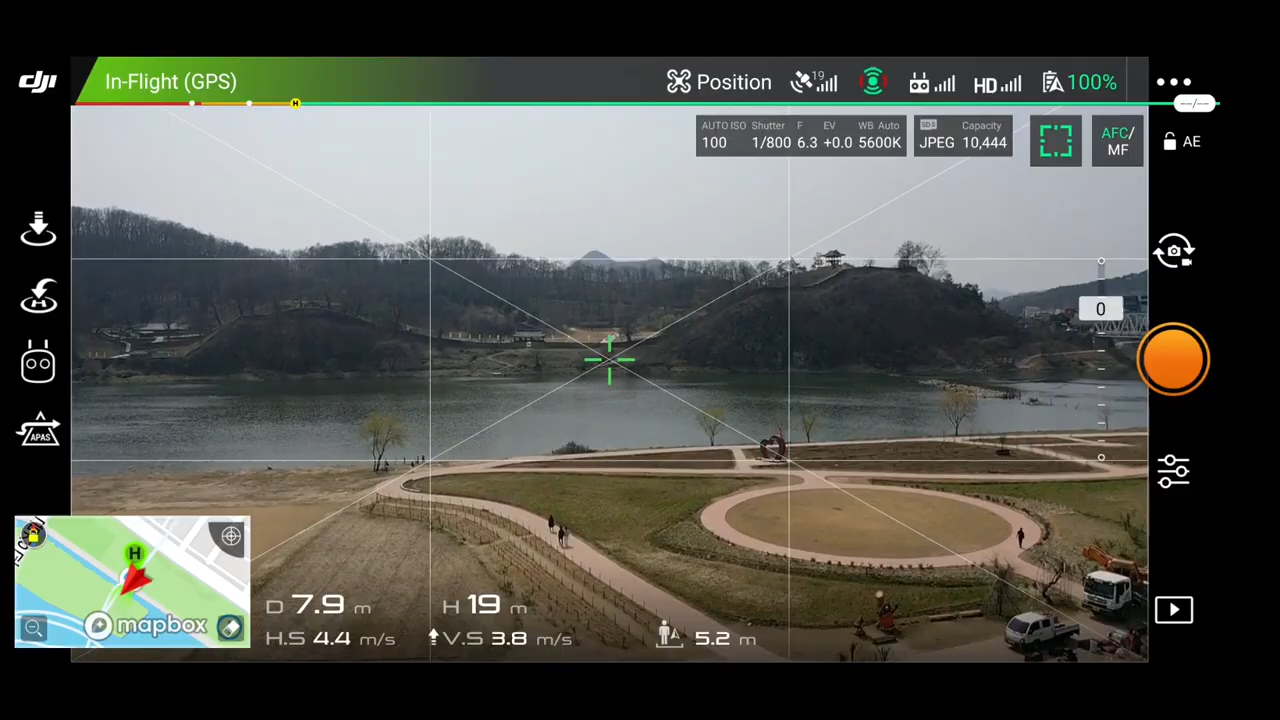 dji
In-Flight (GPS)
Position
19
HD
100%
--/--
AUTO ISO Shutter F EV WB Auto
100 1/800 6.3 +0.0 5600K
SD
Capacity
JPEG 10,444
AFC/
MF
AE
0
H
APAS
H
H
mapbox
D 7.9 m
H 19 m
H.S 4.4 m/s
V.S 3.8 m/s
5.2 m